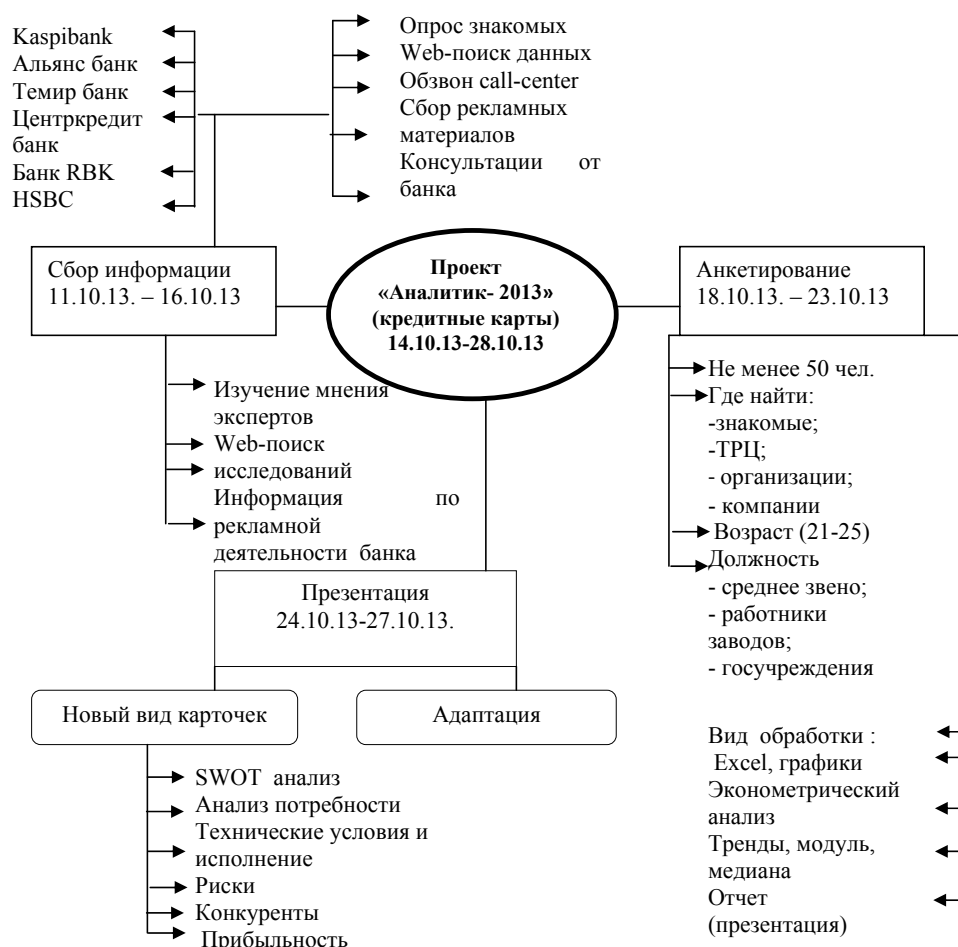 Kaspibank
Альянс банк
Темир банк
Центркредит
банк
Банк RBK
HSBC
Опрос знакомых
Web-поиск данных
Обзвон call-center
Сбор рекламных
материалов
Консультации от
банка
Сбор информации
11.10.13. – 16.10.13
Проект
«Аналитик- 2013»
(кредитные карты)
14.10.13-28.10.13
Анкетирование
18.10.13. – 23.10.13
Изучение мнения
экспертов
Web-поиск
исследований
Информация по
рекламной
деятельности банка
Не менее 50 чел.
Где найти:
-знакомые;
-ТРЦ;
- организации;
- компании
Возраст (21-25)
Должность
- среднее звено;
- работники
заводов;
- госучреждения
Презентация
24.10.13-27.10.13.
Новый вид карточек
Адаптация
SWOT анализ
Анализ потребности
Технические условия и
исполнение
Риски
Конкуренты
Прибыльность
Вид обработки :
Excel, графики
Эконометрический
анализ
Тренды, модуль,
медиана
Отчет
(презентация)